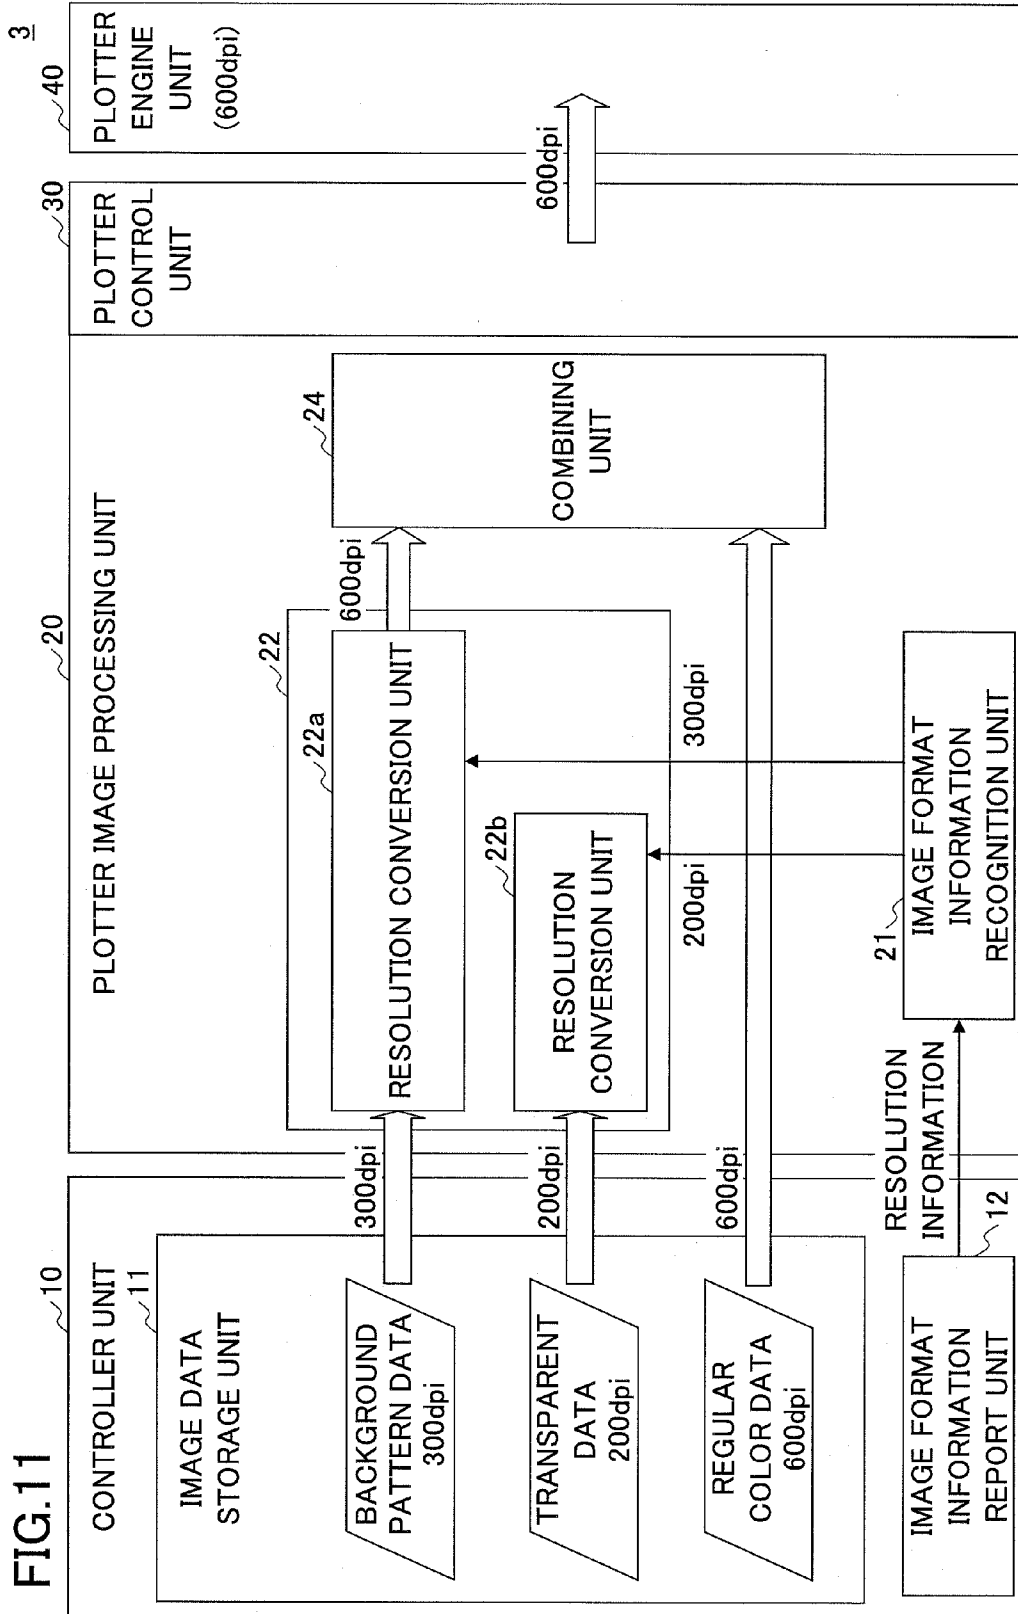 FIG.11
3
10
CONTROLLER UNIT
11
IMAGE DATA
STORAGE UNIT
BACKGROUND
PATTERN DATA
300dpi
TRANSPARENT
DATA
200dpi
REGULAR
COLOR DATA
600dpi
IMAGE FORMAT
INFORMATION
REPORT UNIT
12
RESOLUTION
INFORMATION
300dpi
200dpi
600dpi
20
PLOTTER IMAGE PROCESSING UNIT
22
22a
RESOLUTION CONVERSION UNIT
22b
RESOLUTION
CONVERSION UNIT
200dpi
300dpi
21
IMAGE FORMAT
INFORMATION
RECOGNITION UNIT
600dpi
24
COMBINING
UNIT
30
PLOTTER
CONTROL
UNIT
600dpi
40
PLOTTER
ENGINE
UNIT
(600dpi)